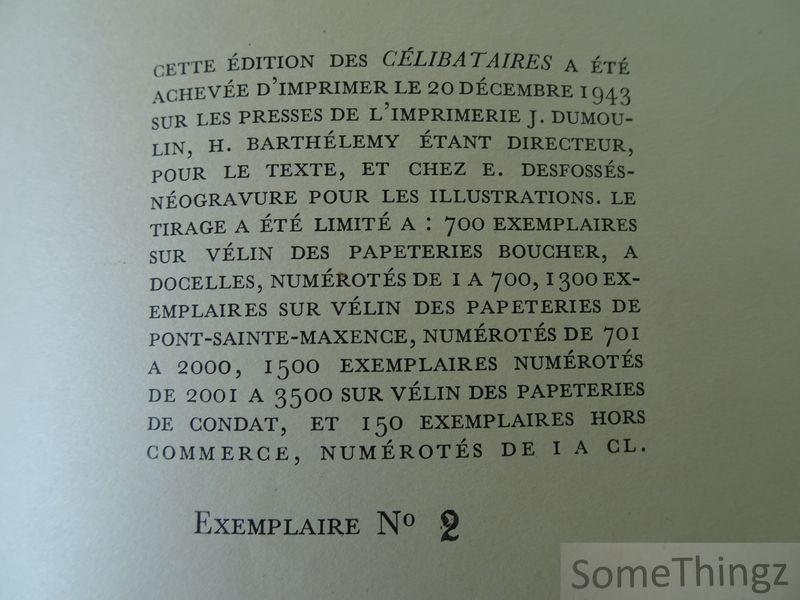 CETTE ÉDITION DES CÉLIBATAIRES A ÉTÉ
ACHEVÉE D'IMPRIMER LE 20 DÉCEMBRE 1943
SUR LES PRESSES DE L'IMPRIMERIE J. DUMOU-
LIN, H. BARTHÉLEMY ÉTANT DIRECTEUR,
POUR LE TEXTE, ET CHEZ E. DESFOSSÉS-
NÉOGRAVURE POUR LES ILLUSTRATIONS. LE
TIRAGE A ÉTÉ LIMITÉ A : 700 EXEMPLAIRES
SUR VÉLIN DES PAPETERIES BOUCHER, A
DOCELLES, NUMÉROTÉS DE 1 A 700, 1300 EX-
EMPLAIRES SUR VÉLIN DES PAPETERIES DE
PONT-SAINTE-MAXENCE, NUMÉROTÉS DE 701
A 2000, 1500 EXEMPLAIRES NUMÉROTÉS
DE 2001 A 3500 SUR VÉLIN DES PAPETERIES
DE CONDAT, ET 150 EXEMPLAIRES HORS
COMMERCE, NUMÉROTÉS DE I A CL.
EXEMPLAIRE Nº 2
SomeThingz